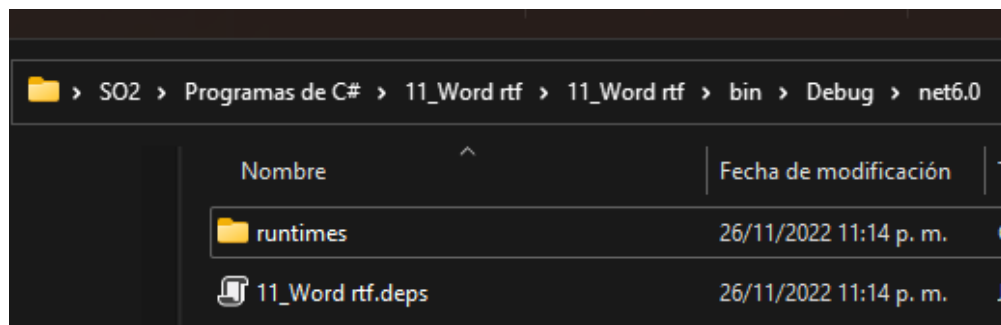 SO2 > Programas de C# > 11_Word rtf > 11_Word rtf > bin > Debug > net6.0
Nombre Fecha de modificación
runtimes 26/11/2022 11:14 p. m.
11_Word rtf.deps 26/11/2022 11:14 p. m.